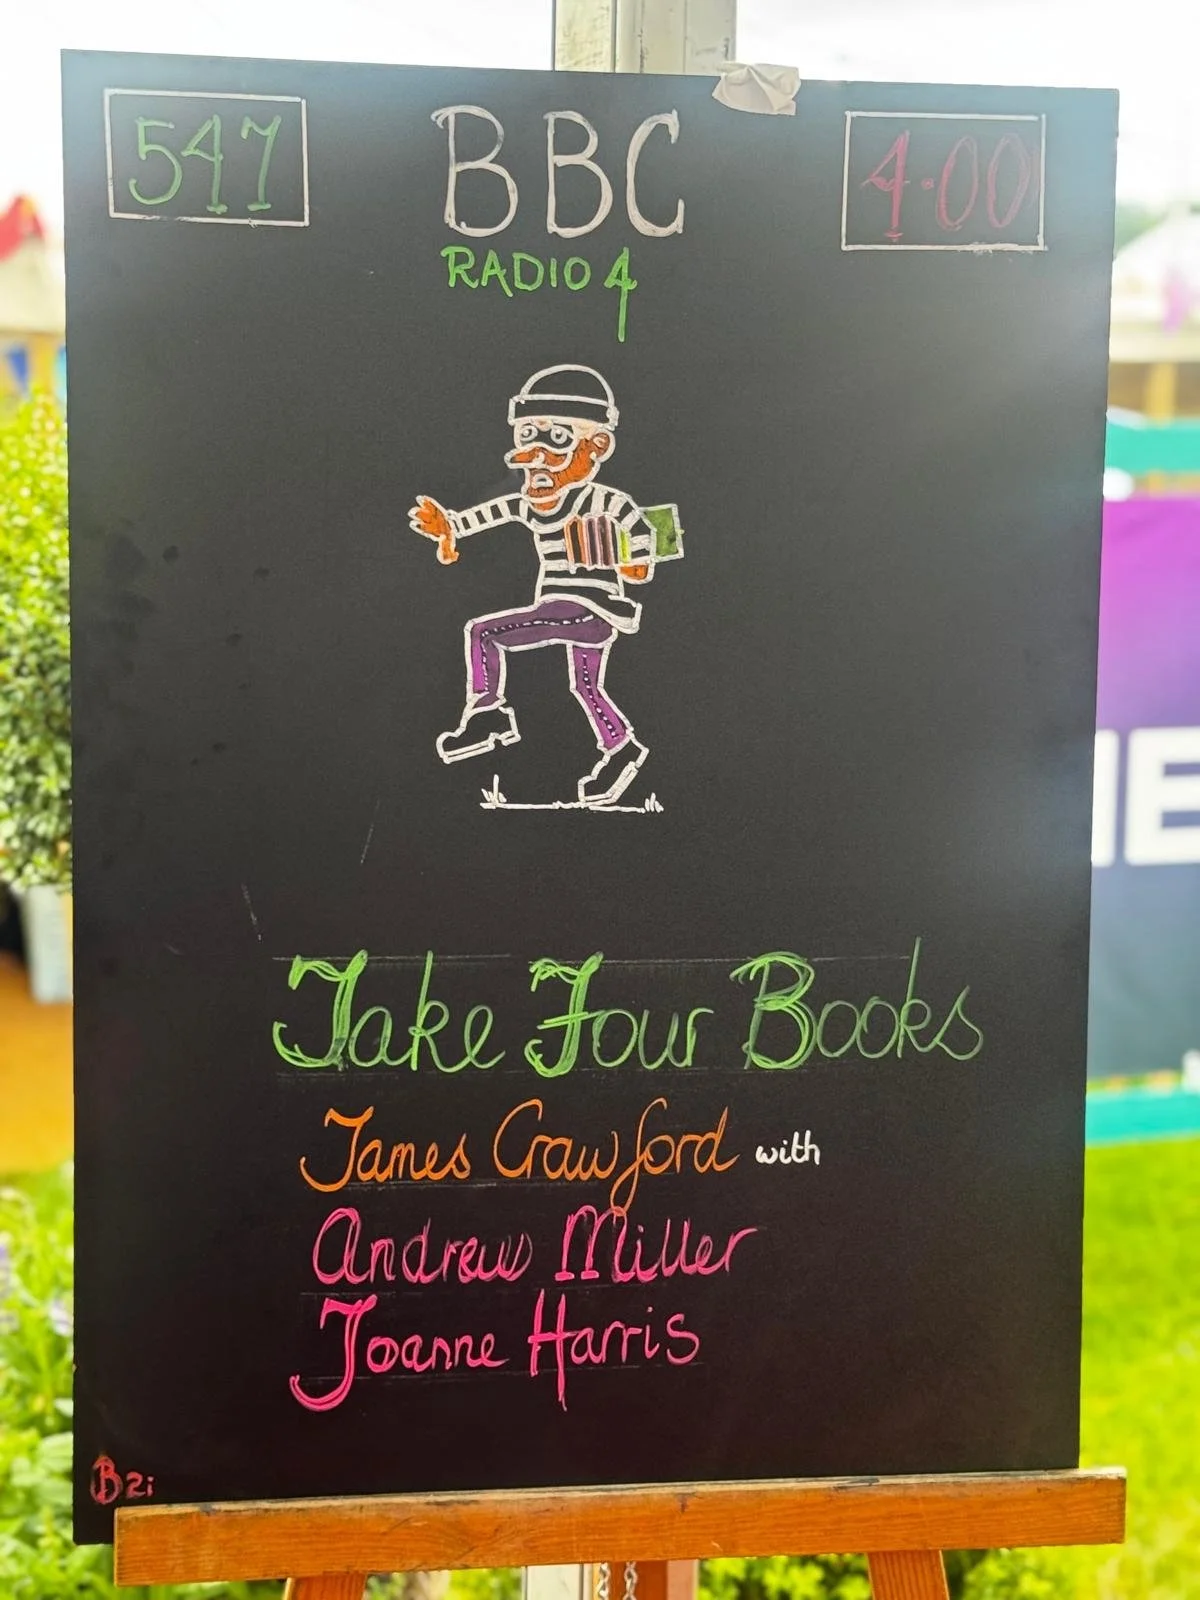 547
BBC
4.00
RADIO 4
Take Four Books
James Crawford with
Andrew Miller
Joanne Harris